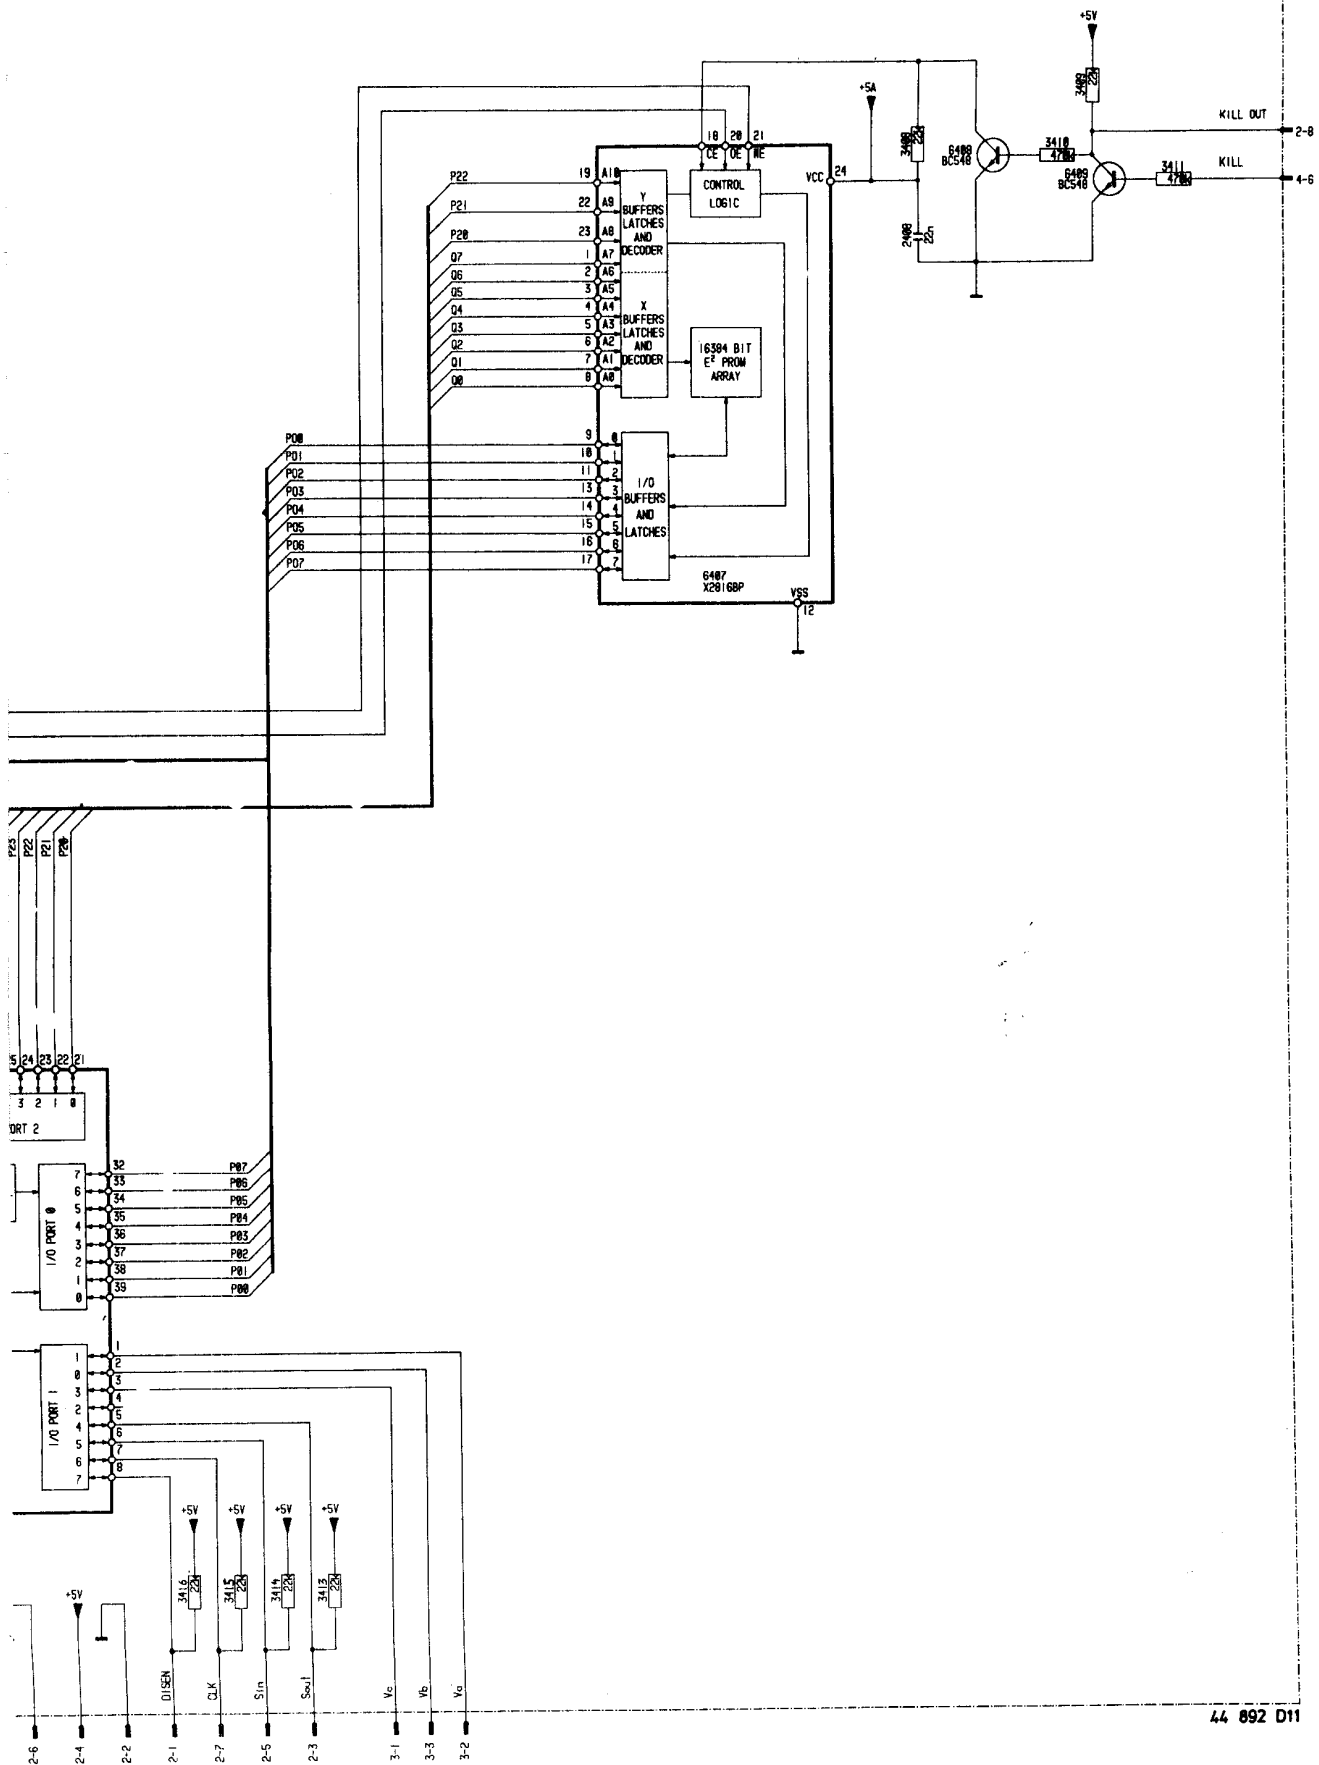 +5V
3409
22K
KILL OUT
2-8
+5A
3408
22K
6408
BC548
3410
470K
3411
470K
KILL
4-6
6409
BC548
18 20 21
CE OE WE
VCC
24
CONTROL
LOGIC
2408
22n
P22 19 A10
P21 22 A9
P20 23 A8
Q7 1 A7
Q6 2 A6
Q5 3 A5
Q4 4 A4
Q3 5 A3
Q2 6 A2
Q1 7 A1
Q0 8 A0
Y
BUFFERS
LATCHES
AND
DECODER
X
BUFFERS
LATCHES
AND
DECODER
16384 BIT
E² PROM
ARRAY
P00 9 0
P01 10 1
P02 11 2
P03 13 3
P04 14 4
P05 15 5
P06 16 6
P07 17 7
I/O
BUFFERS
AND
LATCHES
6407
X2816BP
VSS
12
P23
P22
P21
P20
5 24 23 22 21
3 2 1 0
ORT 2
I/O PORT 0
7 32 P07
6 33 P06
5 34 P05
4 35 P04
3 36 P03
2 37 P02
1 38 P01
0 39 P00
I/O PORT 1
1 1
0 2
3 3
2 4
4 5
5 6
6 7
7 8
+5V +5V +5V +5V
3416 22K
3415 22K
3414 22K
3413 22K
+5V
DISEN
CLK
Sin
Sout
Vc
Vb
Va
2-6
2-4
2-2
2-1
2-7
2-5
2-3
3-1
3-3
3-2
44 892 D11